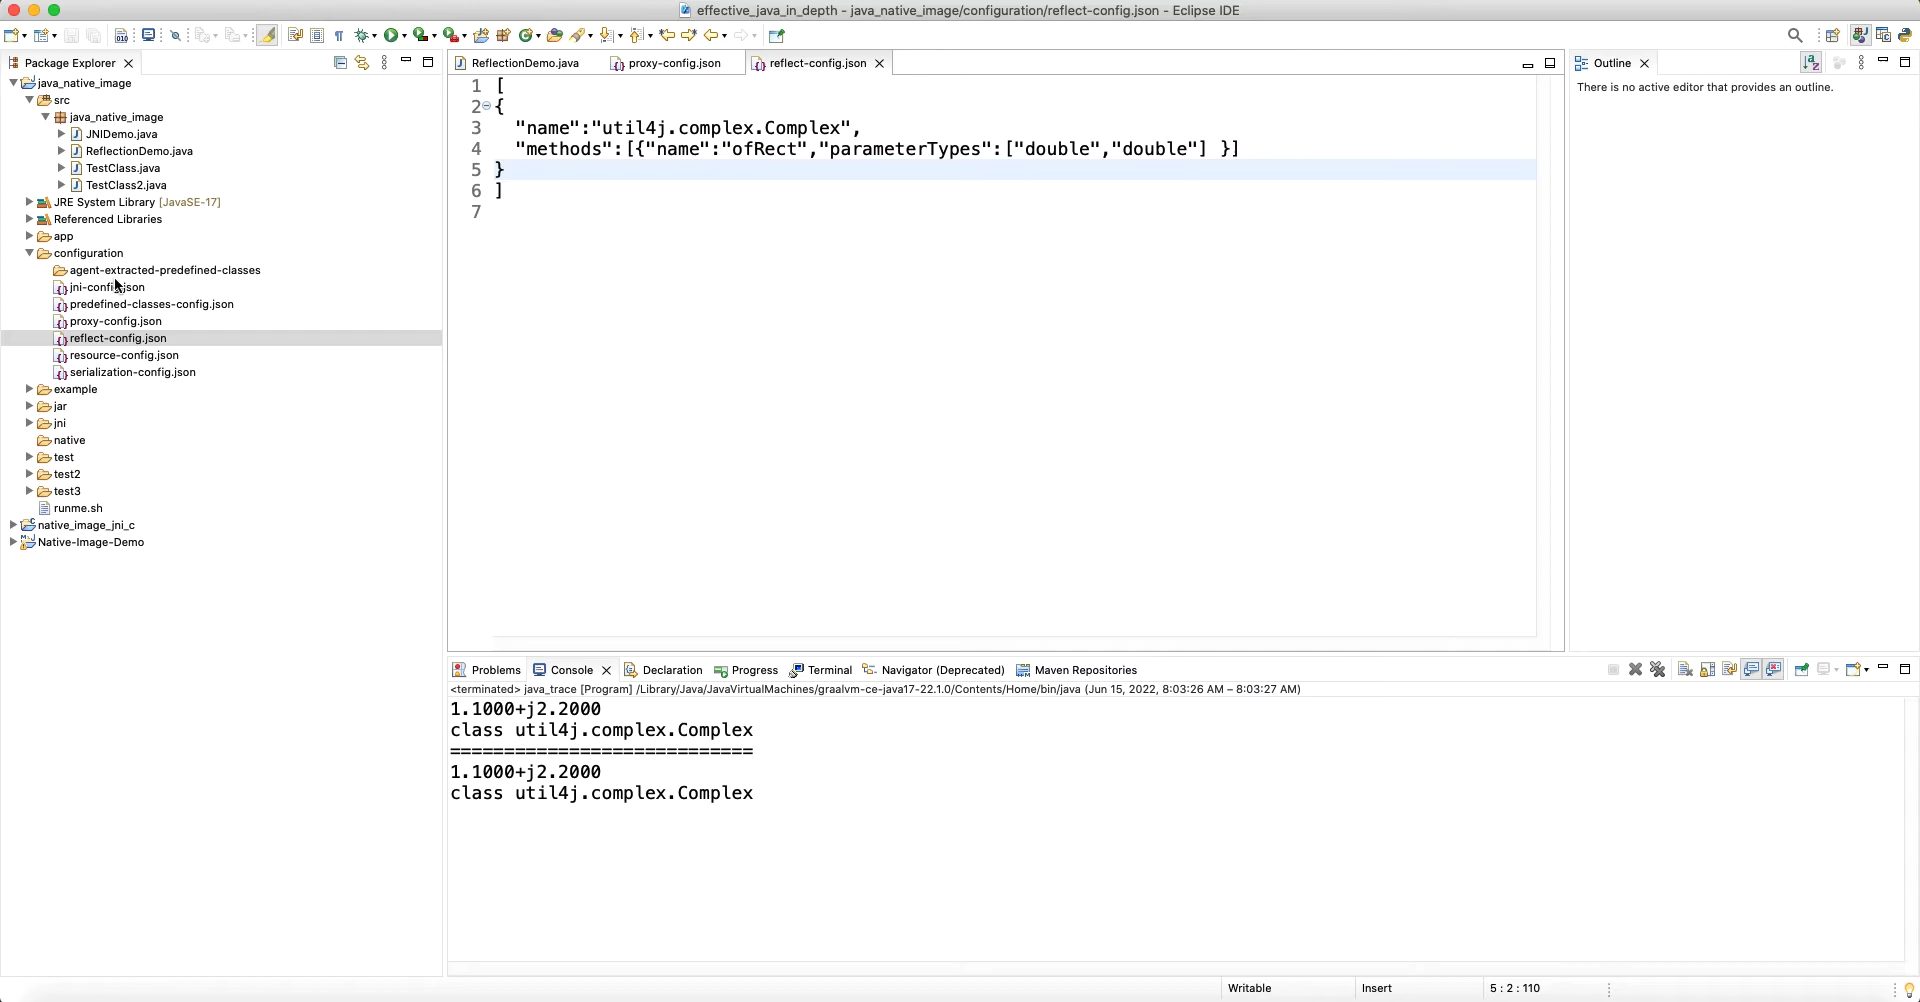 effective_java_in_depth - java_native_image/configuration/reflect-config.json - Eclipse IDE
Package Explorer
java_native_image
src
java_native_image
JNIDemo.java
ReflectionDemo.java
TestClass.java
TestClass2.java
JRE System Library [JavaSE-17]
Referenced Libraries
app
configuration
agent-extracted-predefined-classes
jni-config.json
predefined-classes-config.json
proxy-config.json
reflect-config.json
resource-config.json
serialization-config.json
example
jar
jni
native
test
test2
test3
runme.sh
native_image_jni_c
Native-Image-Demo
ReflectionDemo.java proxy-config.json reflect-config.json
1 [
2 {
3 "name":"util4j.complex.Complex",
4 "methods":[{"name":"ofRect","parameterTypes":["double","double"] }]
5 }
6 ]
7
Outline
There is no active editor that provides an outline.
Problems Console Declaration Progress Terminal Navigator (Deprecated) Maven Repositories
<terminated> java_trace [Program] /Library/Java/JavaVirtualMachines/graalvm-ce-java17-22.1.0/Contents/Home/bin/java (Jun 15, 2022, 8:03:26 AM – 8:03:27 AM)
1.1000+j2.2000
class util4j.complex.Complex
============================
1.1000+j2.2000
class util4j.complex.Complex
Writable Insert 5 : 2 : 110